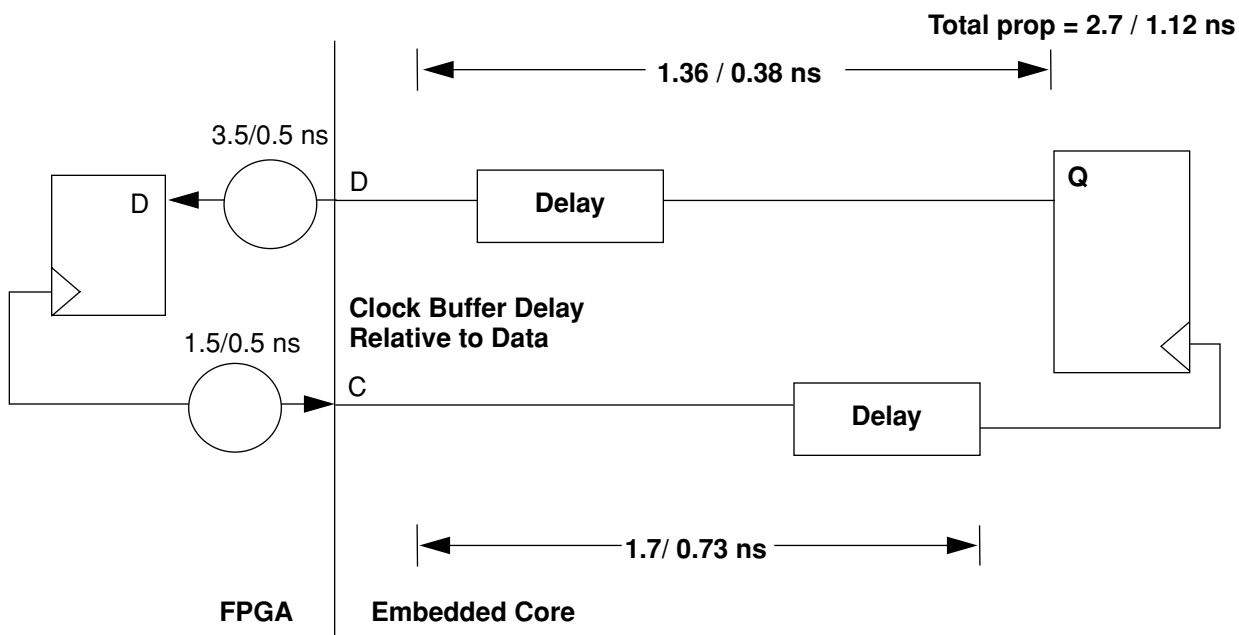 Total prop = 2.7 / 1.12 ns
1.36 / 0.38 ns
3.5/0.5 ns
D
D
Delay
Q
Clock Buffer Delay
Relative to Data
1.5/0.5 ns
C
Delay
1.7/ 0.73 ns
FPGA
Embedded Core